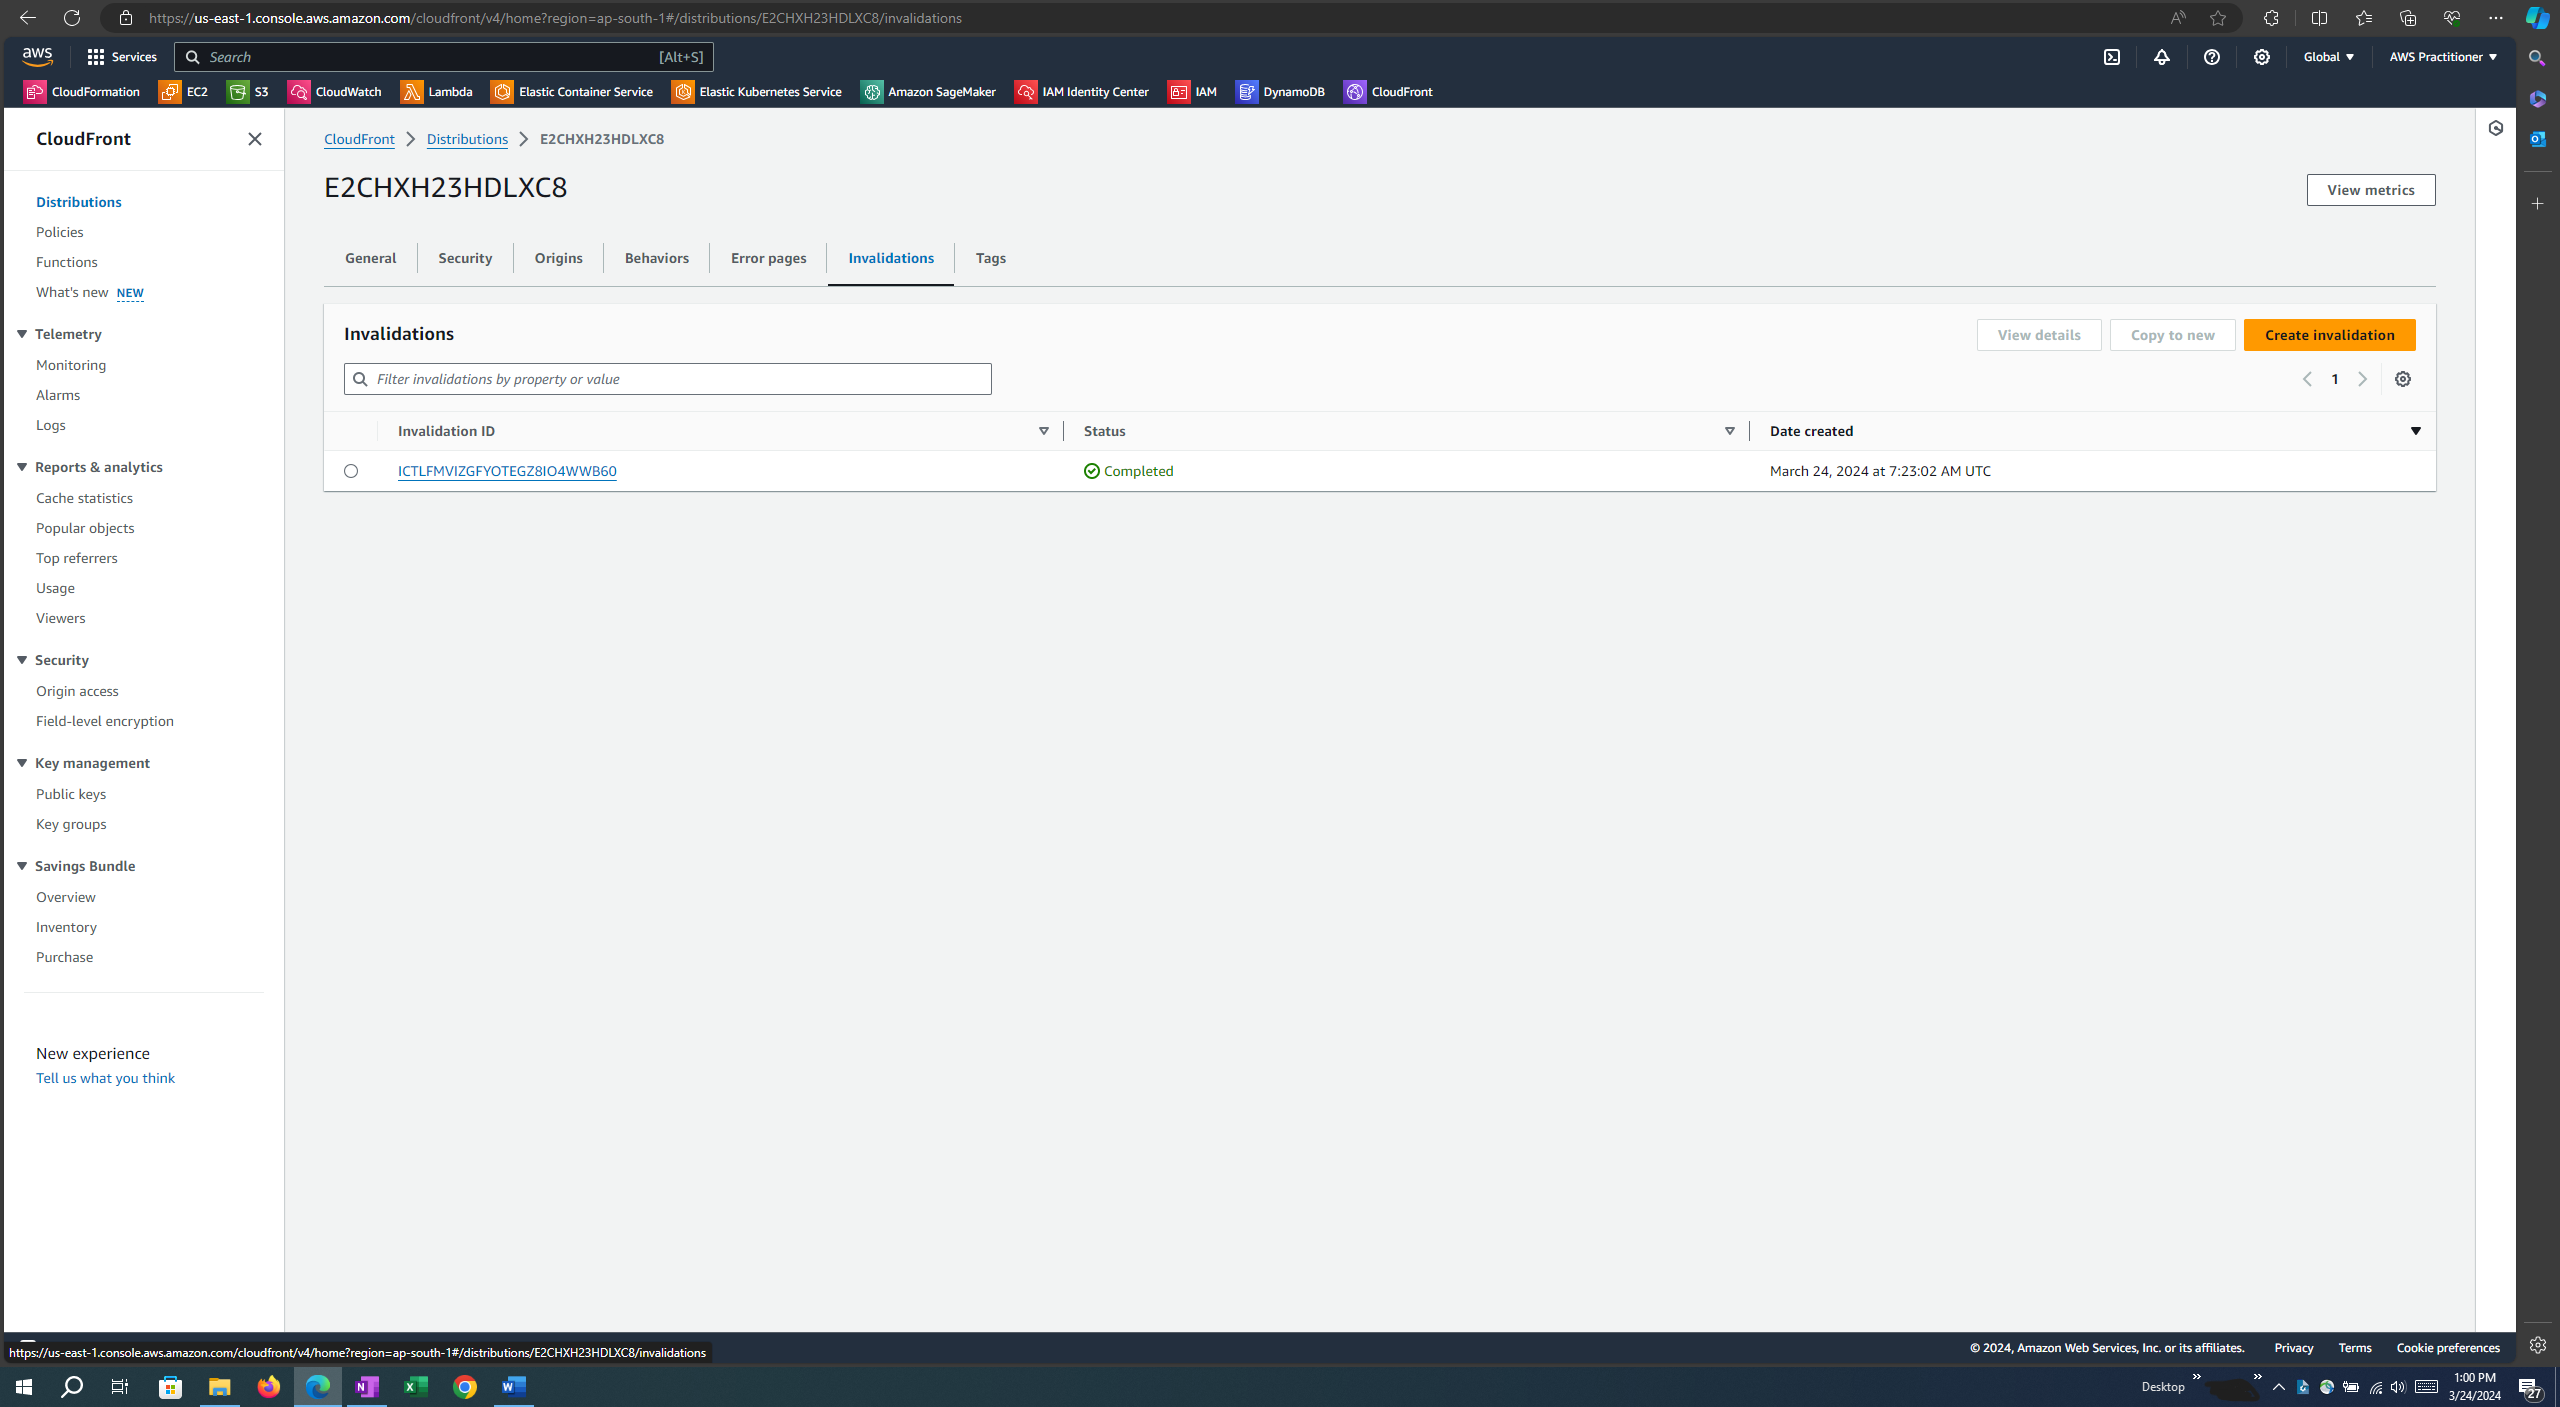 https://us-east-1.console.aws.amazon.com/cloudfront/v4/home?region=ap-south-1#/distributions/E2CHXH23HDLXC8/invalidations
aws
Services
Search
[Alt+S]
Global
AWS Practitioner
CloudFormation
EC2
S3
CloudWatch
Lambda
Elastic Container Service
Elastic Kubernetes Service
Amazon SageMaker
IAM Identity Center
IAM
DynamoDB
CloudFront
CloudFront
Distributions
Policies
Functions
What's new NEW
Telemetry
Monitoring
Alarms
Logs
Reports & analytics
Cache statistics
Popular objects
Top referrers
Usage
Viewers
Security
Origin access
Field-level encryption
Key management
Public keys
Key groups
Savings Bundle
Overview
Inventory
Purchase
New experience
Tell us what you think
CloudFront > Distributions > E2CHXH23HDLXC8
E2CHXH23HDLXC8
View metrics
General
Security
Origins
Behaviors
Error pages
Invalidations
Tags
Invalidations
View details
Copy to new
Create invalidation
Filter invalidations by property or value
1
Invalidation ID
Status
Date created
ICTLFMVIZGFYOTEGZ8IO4WWB60
Completed
March 24, 2024 at 7:23:02 AM UTC
https://us-east-1.console.aws.amazon.com/cloudfront/v4/home?region=ap-south-1#/distributions/E2CHXH23HDLXC8/invalidations
© 2024, Amazon Web Services, Inc. or its affiliates.
Privacy
Terms
Cookie preferences
Desktop
1:00 PM
3/24/2024
27